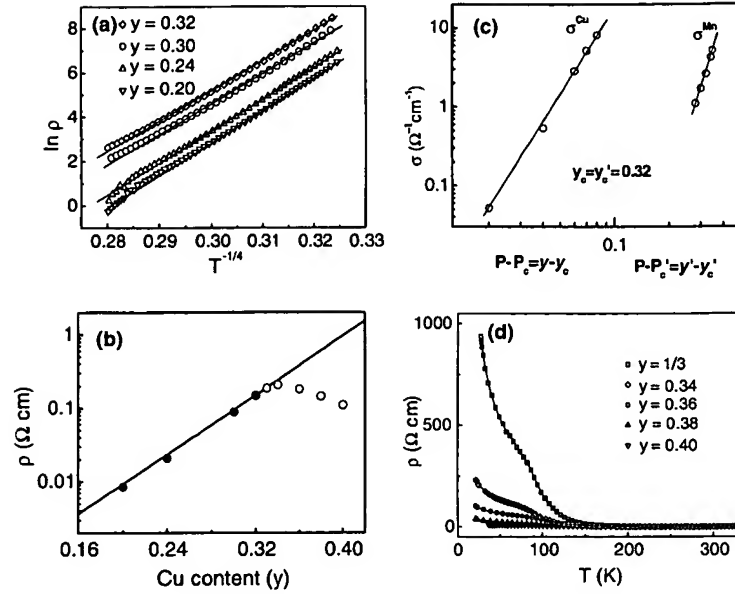 (a)
y = 0.32
y = 0.30
y = 0.24
y = 0.20
8
6
4
2
0
ln ρ
0.28 0.29 0.30 0.31 0.32 0.33
T^-1/4
(c)
σ^Cu
σ^Mn
10
1
0.1
σ (Ω^-1cm^-1)
y_c=y_c'=0.32
0.1
P-P_c=y-y_c
P-P_c'=y'-y_c'
(b)
1
0.1
0.01
ρ (Ω cm)
0.16 0.24 0.32 0.40
Cu content (y)
(d)
y = 1/3
y = 0.34
y = 0.36
y = 0.38
y = 0.40
1000
500
0
ρ (Ω cm)
0 100 200 300
T (K)